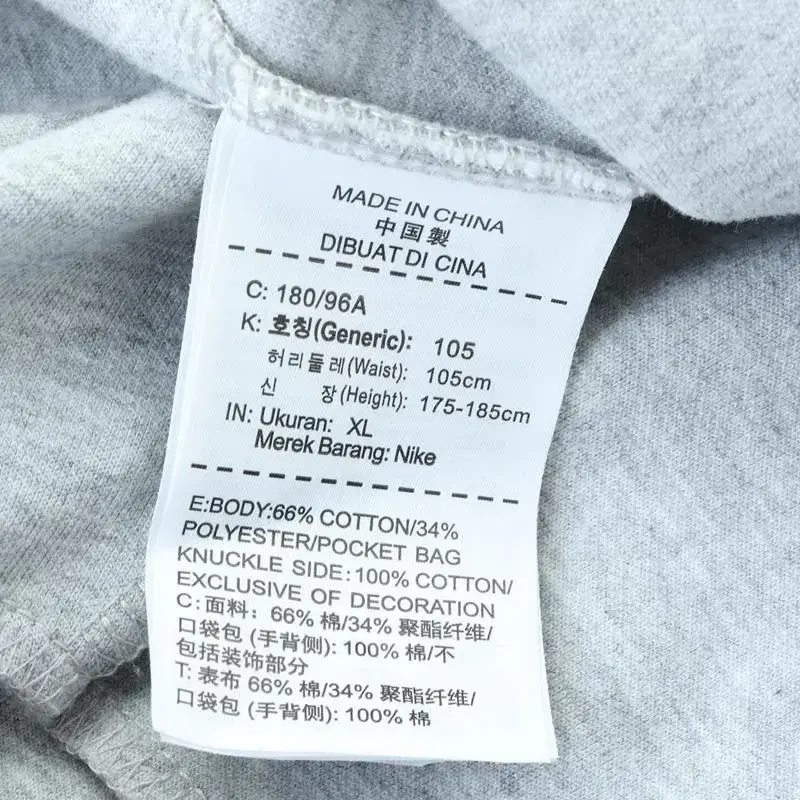 MADE IN CHINA
中国製
DIBUAT DI CINA
C: 180/96A
K: 호칭(Generic): 105
허리둘레(Waist): 105cm
신 장(Height): 175-185cm
IN: Ukuran: XL
Merek Barang: Nike
E:BODY:66% COTTON/34%
POLYESTER/POCKET BAG
KNUCKLE SIDE:100% COTTON/
EXCLUSIVE OF DECORATION
C:面料: 66% 棉/34% 聚酯纤维/
口袋包 (手背侧): 100% 棉/不
包括装饰部分
T: 表布 66% 棉/34% 聚酯纤维/
口袋包 (手背侧): 100% 棉